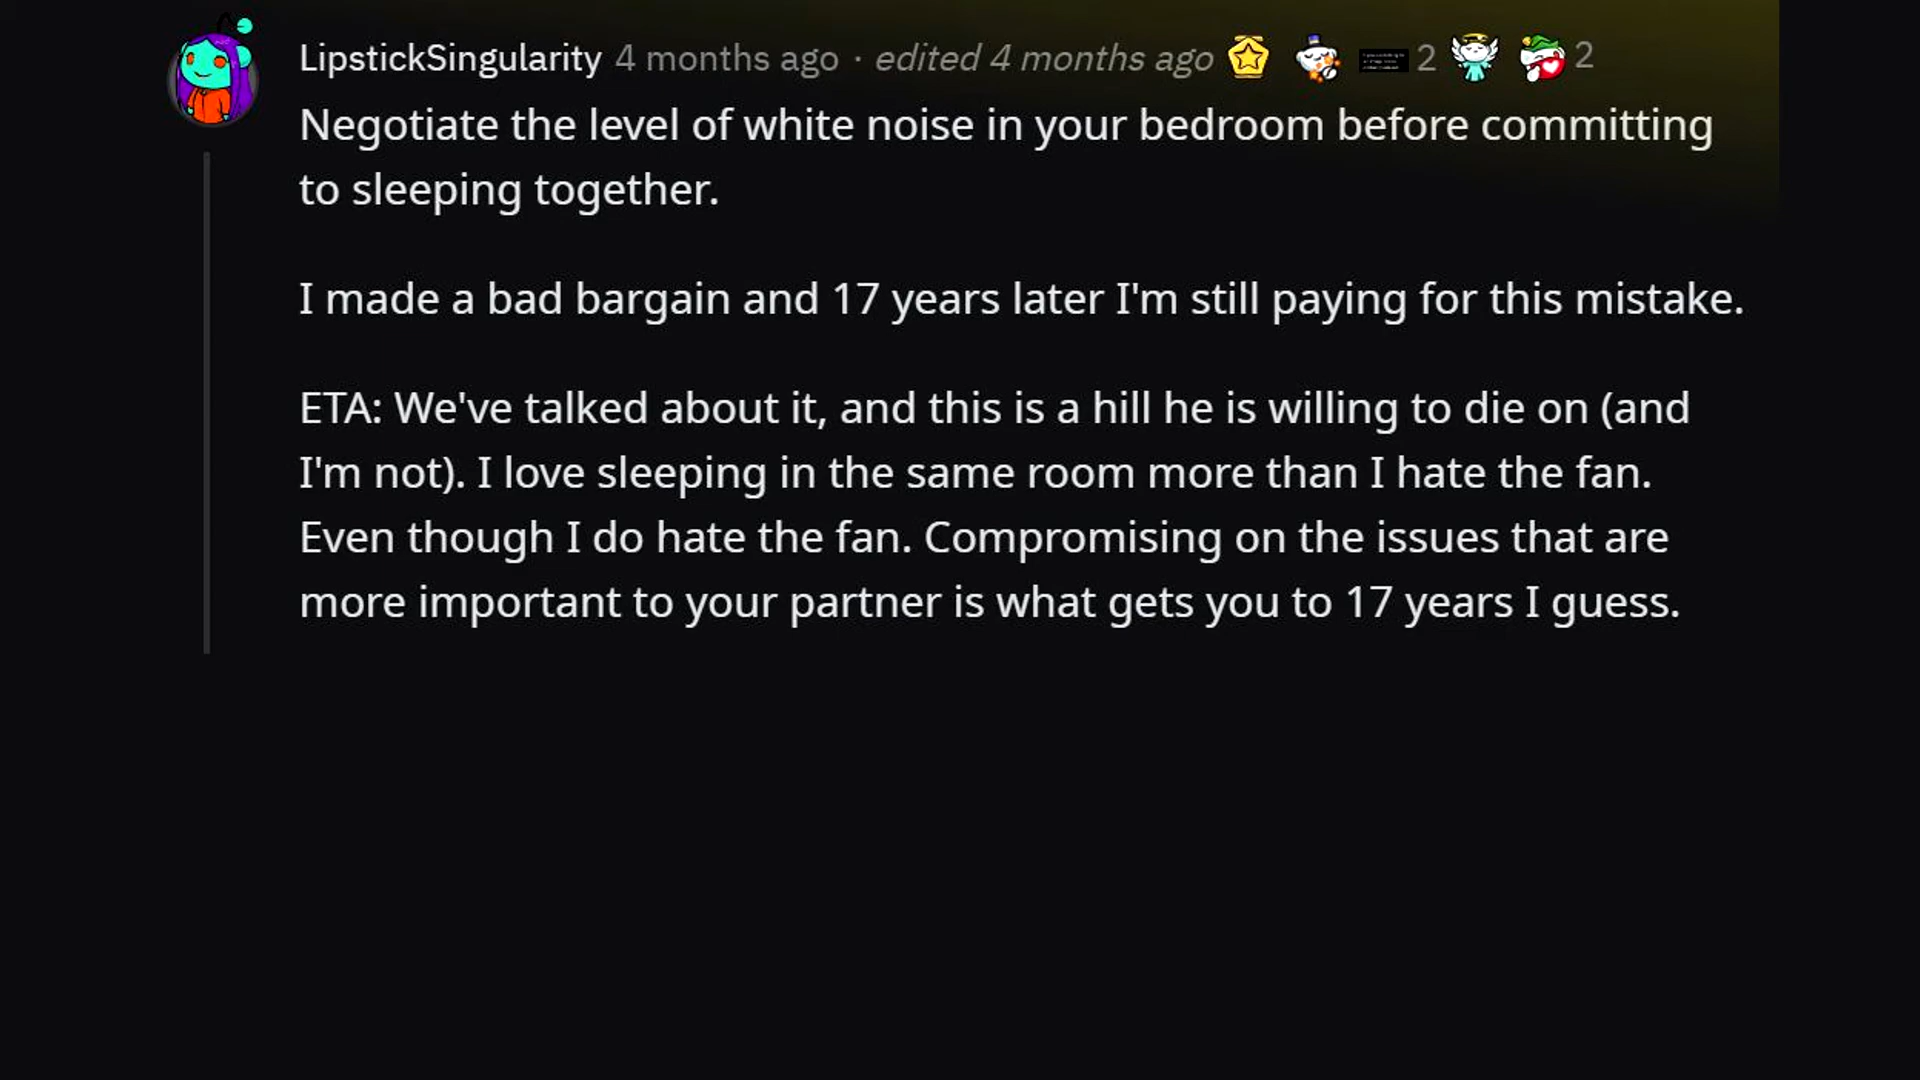 LipstickSingularity 4 months ago · edited 4 months ago 2 2
Negotiate the level of white noise in your bedroom before committing
to sleeping together.
I made a bad bargain and 17 years later I'm still paying for this mistake.
ETA: We've talked about it, and this is a hill he is willing to die on (and
I'm not). I love sleeping in the same room more than I hate the fan.
Even though I do hate the fan. Compromising on the issues that are
more important to your partner is what gets you to 17 years I guess.